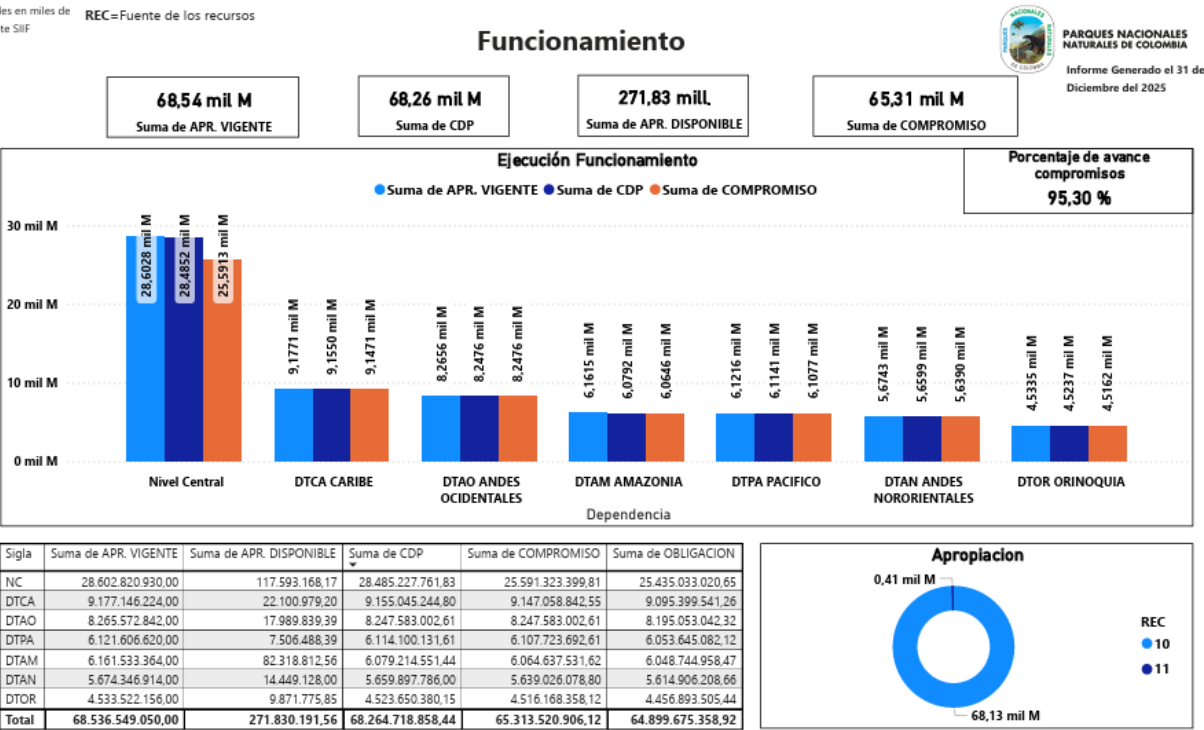 les en miles de
te SIIF
REC=Fuente de los recursos
Funcionamiento
PARQUES NACIONALES
NATURALES DE COLOMBIA
Informe Generado el 31 de
Diciembre del 2025
68,54 mil M
Suma de APR. VIGENTE
68,26 mil M
Suma de CDP
271,83 mill.
Suma de APR. DISPONIBLE
65,31 mil M
Suma de COMPROMISO
Ejecución Funcionamiento
Suma de APR. VIGENTE Suma de CDP Suma de COMPROMISO
Porcentaje de avance
compromisos
95,30 %
30 mil M
20 mil M
10 mil M
0 mil M
28,6028 mil M
28,4852 mil M
25,5913 mil M
9,1771 mil M
9,1550 mil M
9,1471 mil M
8,2656 mil M
8,2476 mil M
8,2476 mil M
6,1615 mil M
6,0792 mil M
6,0646 mil M
6,1216 mil M
6,1141 mil M
6,1077 mil M
5,6743 mil M
5,6599 mil M
5,6390 mil M
4,5335 mil M
4,5237 mil M
4,5162 mil M
Nivel Central
DTCA CARIBE
DTAO ANDES
OCIDENTALES
DTAM AMAZONIA
DTPA PACIFICO
DTAN ANDES
NORORIENTALES
DTOR ORINOQUIA
Dependencia
Sigla Suma de APR. VIGENTE Suma de APR. DISPONIBLE Suma de CDP Suma de COMPROMISO Suma de OBLIGACION
NC 28.602.820.930,00 117.593.168,17 28.485.227.761,83 25.591.323.399,81 25.435.033.020,65
DTCA 9.177.146.224,00 22.100.979,20 9.155.045.244,80 9.147.058.842,55 9.095.399.541,26
DTAO 8.265.572.842,00 17.989.839,39 8.247.583.002,61 8.247.583.002,61 8.195.053.042,32
DTPA 6.121.606.620,00 7.506.488,39 6.114.100.131,61 6.107.723.692,61 6.053.645.082,12
DTAM 6.161.533.364,00 82.318.812,56 6.079.214.551,44 6.064.637.531,62 6.048.744.958,47
DTAN 5.674.346.914,00 14.449.128,00 5.659.897.786,00 5.639.026.078,80 5.614.906.208,66
DTOR 4.533.522.156,00 9.871.775,85 4.523.650.380,15 4.516.168.358,12 4.456.893.505,44
Total 68.536.549.050,00 271.830.191,56 68.264.718.858,44 65.313.520.906,12 64.899.675.358,92
Apropiacion
0,41 mil M
68,13 mil M
REC
10
11